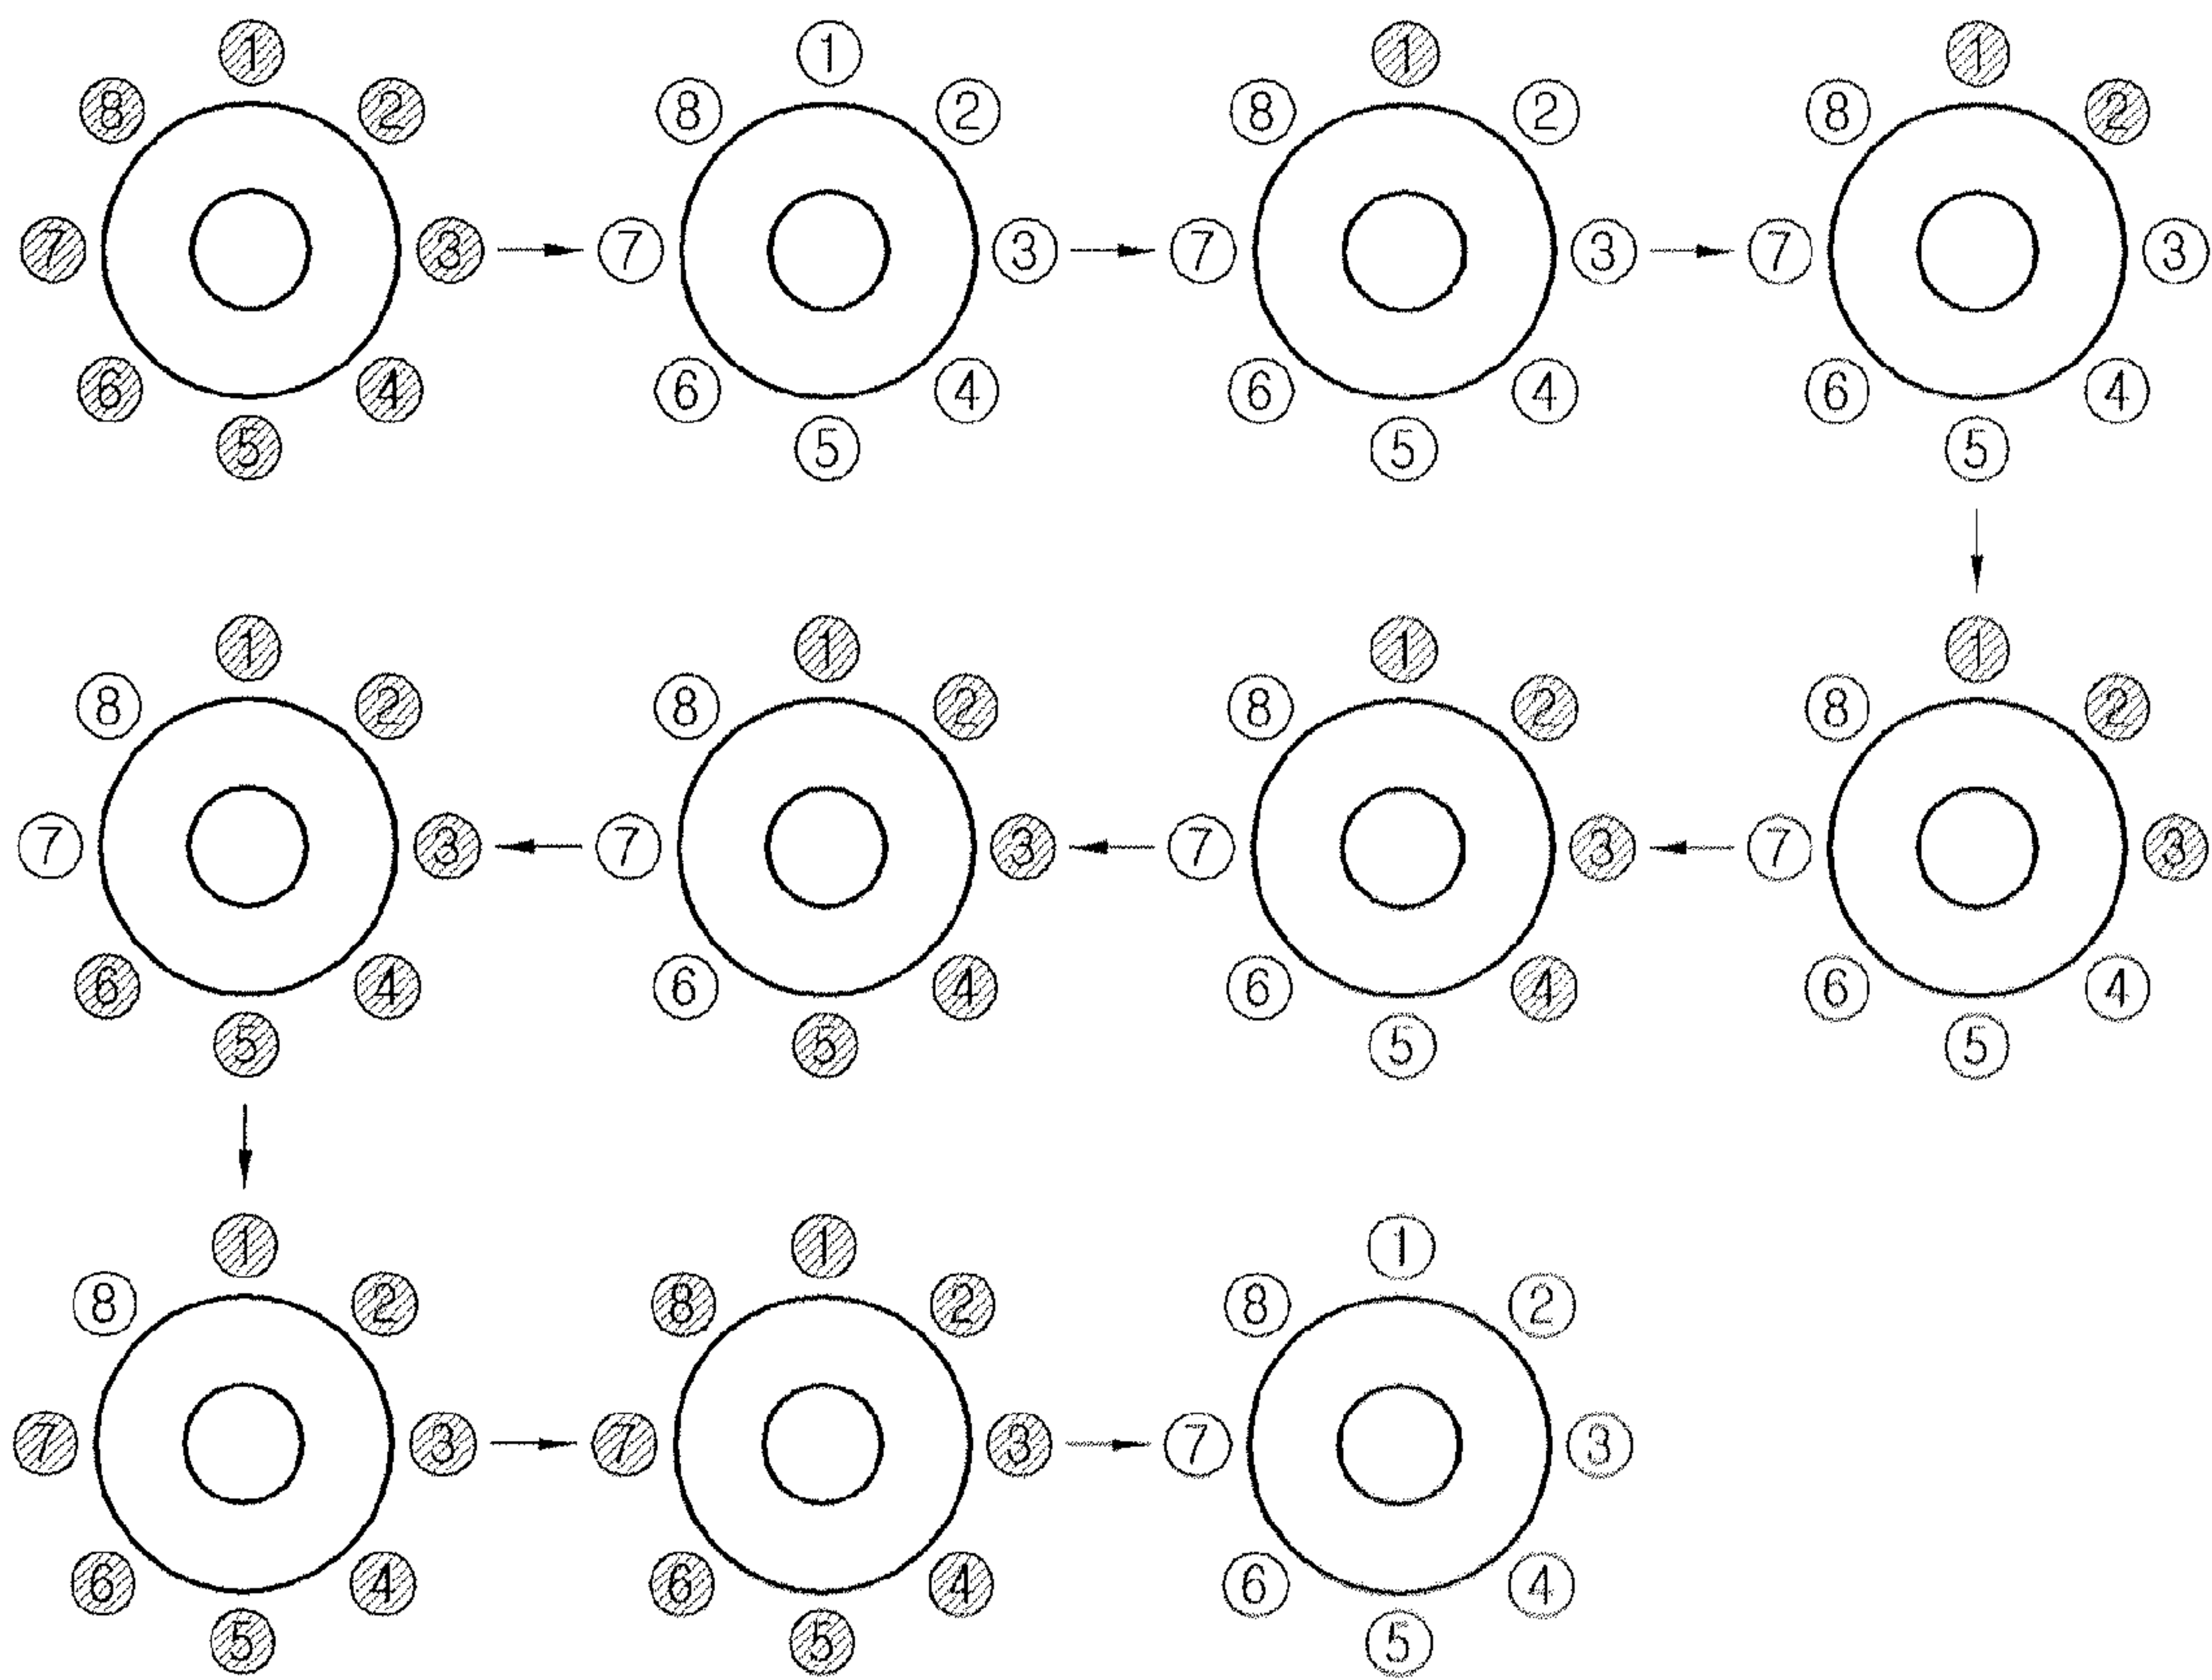 ① ② ③ ④ ⑤ ⑥ ⑦ ⑧
① ② ③ ④ ⑤ ⑥ ⑦ ⑧
① ② ③ ④ ⑤ ⑥ ⑦ ⑧
① ② ③ ④ ⑤ ⑥ ⑦ ⑧
① ② ③ ④ ⑤ ⑥ ⑦ ⑧
① ② ③ ④ ⑤ ⑥ ⑦ ⑧
① ② ③ ④ ⑤ ⑥ ⑦ ⑧
① ② ③ ④ ⑤ ⑥ ⑦ ⑧
① ② ③ ④ ⑤ ⑥ ⑦ ⑧
① ② ③ ④ ⑤ ⑥ ⑦ ⑧
① ② ③ ④ ⑤ ⑥ ⑦ ⑧